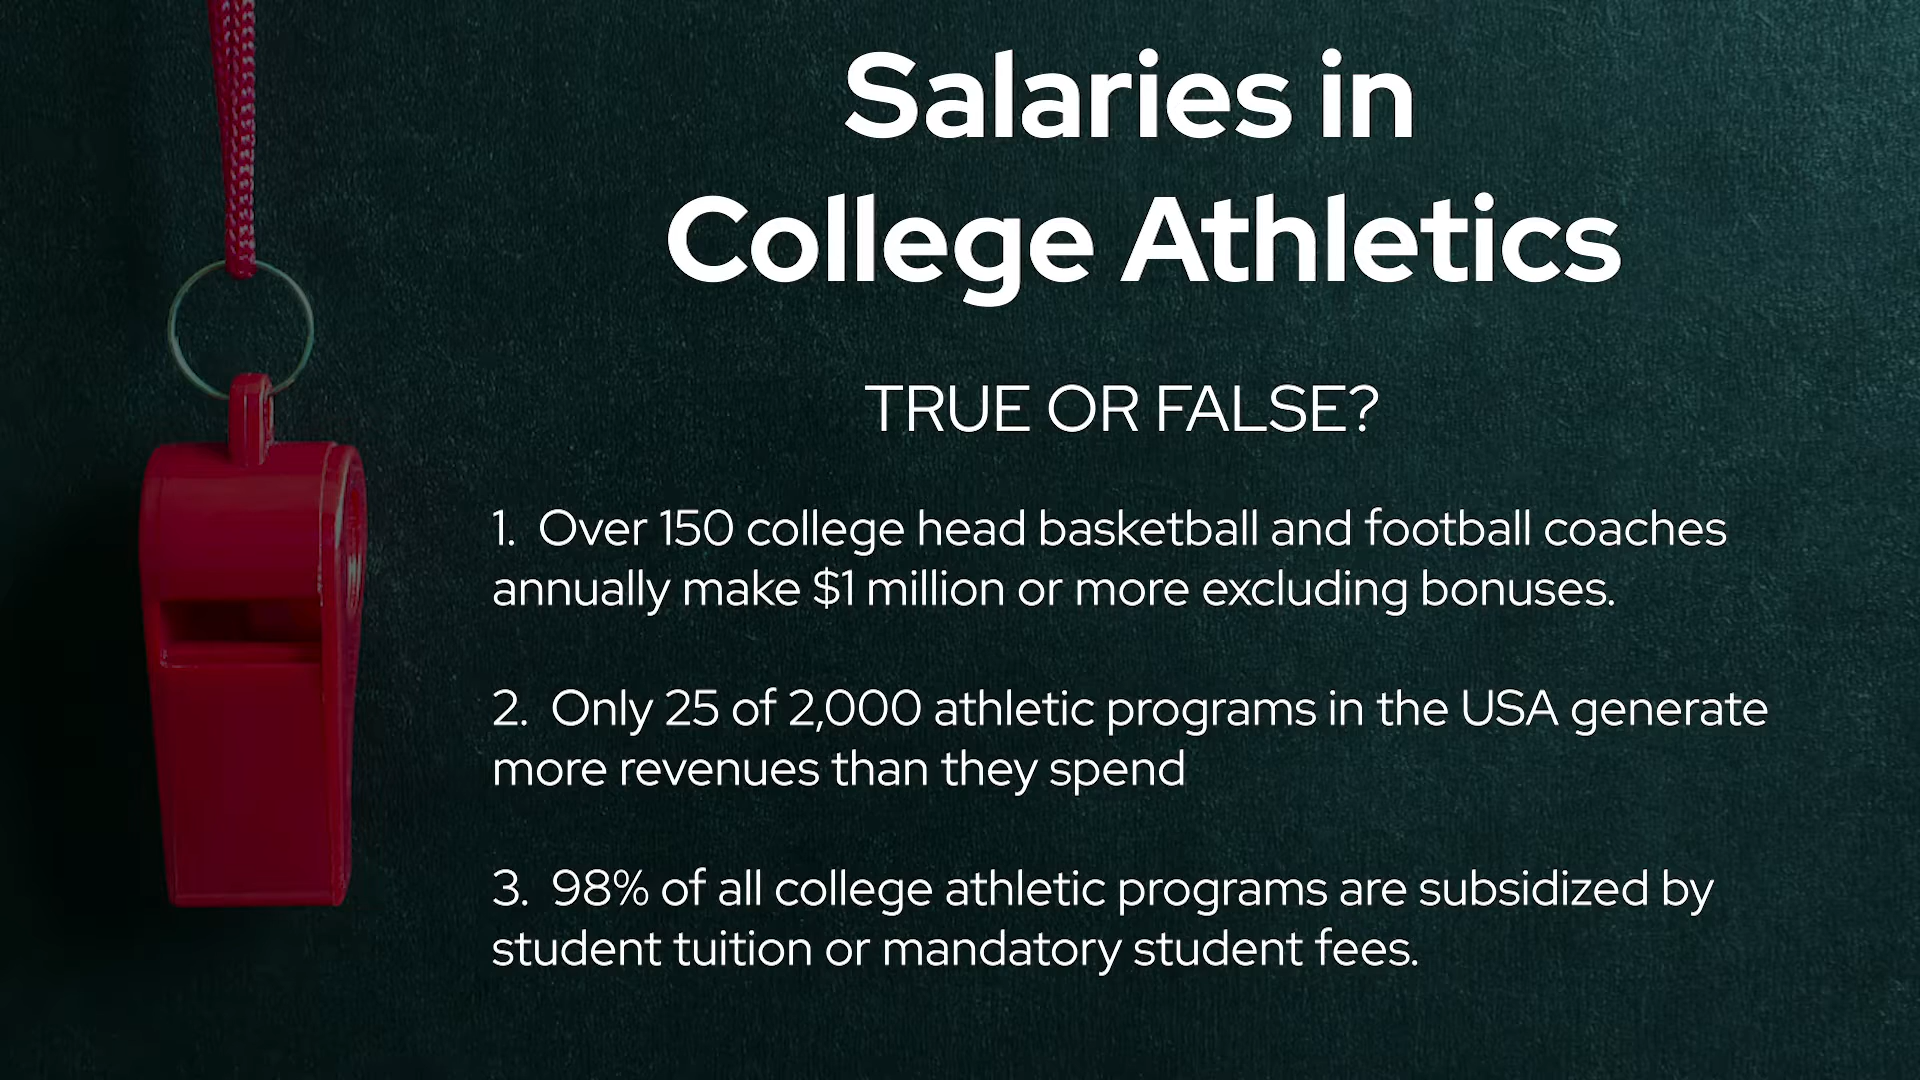 Salaries in
College Athletics
TRUE OR FALSE?
1. Over 150 college head basketball and football coaches
annually make $1 million or more excluding bonuses.
2. Only 25 of 2,000 athletic programs in the USA generate
more revenues than they spend
3. 98% of all college athletic programs are subsidized by
student tuition or mandatory student fees.